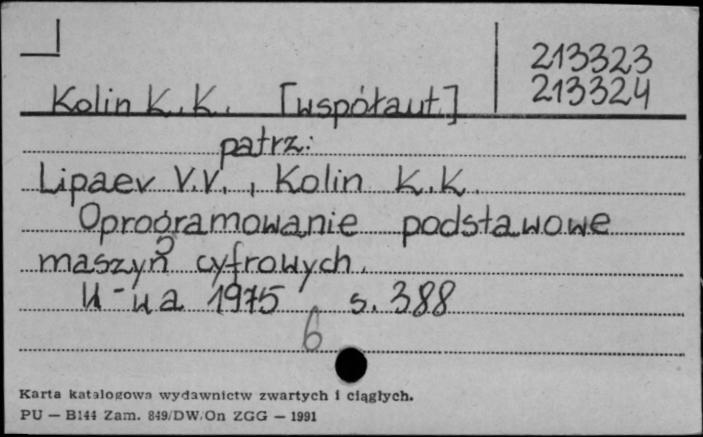 213323
213324
Kolin K.K. [współaut.]
patrz:
Lipaev V.V., Kolin K.K.
Oprogramowanie podstawowe
maszyn cyfrowych.
W-wa 1975 s. 388
6
Karta katalogowa wydawnictw zwartych i ciągłych.
PU — B144 Zam. 849/DW/On ZGG — 1991